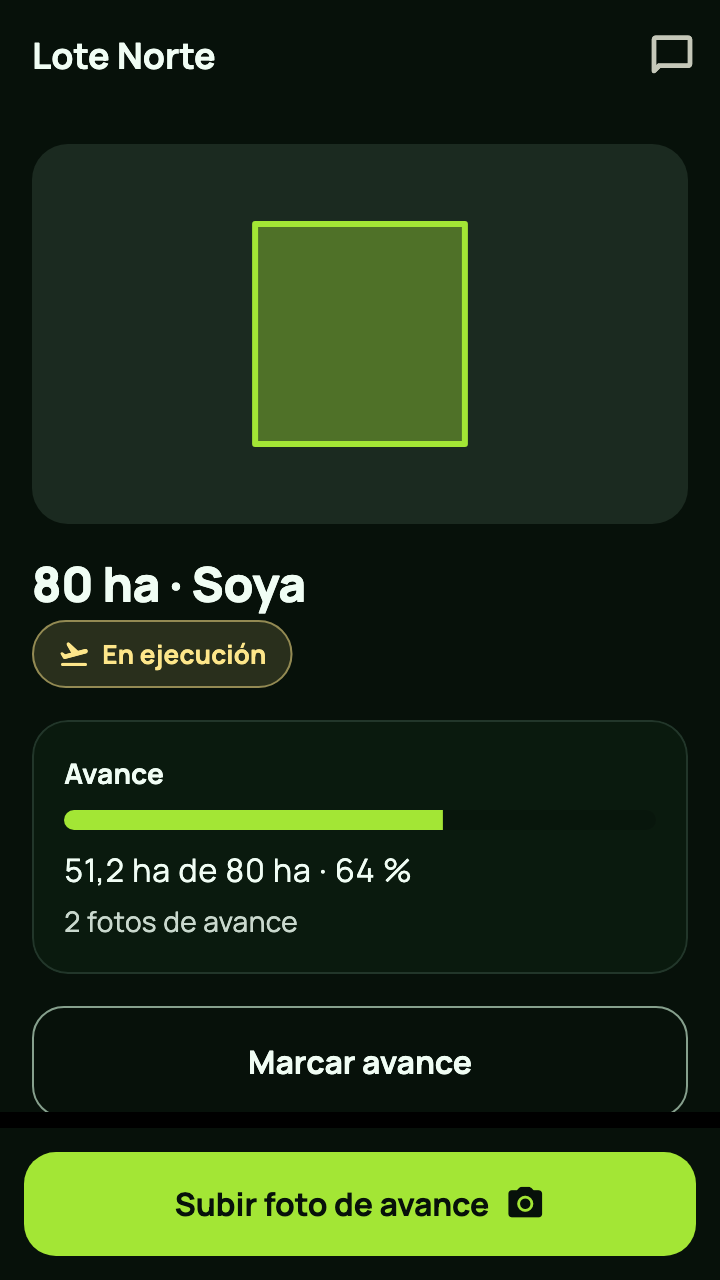 Lote Norte
80 ha · Soya
En ejecución
Avance
51,2 ha de 80 ha · 64 %
2 fotos de avance
Marcar avance
Subir foto de avance